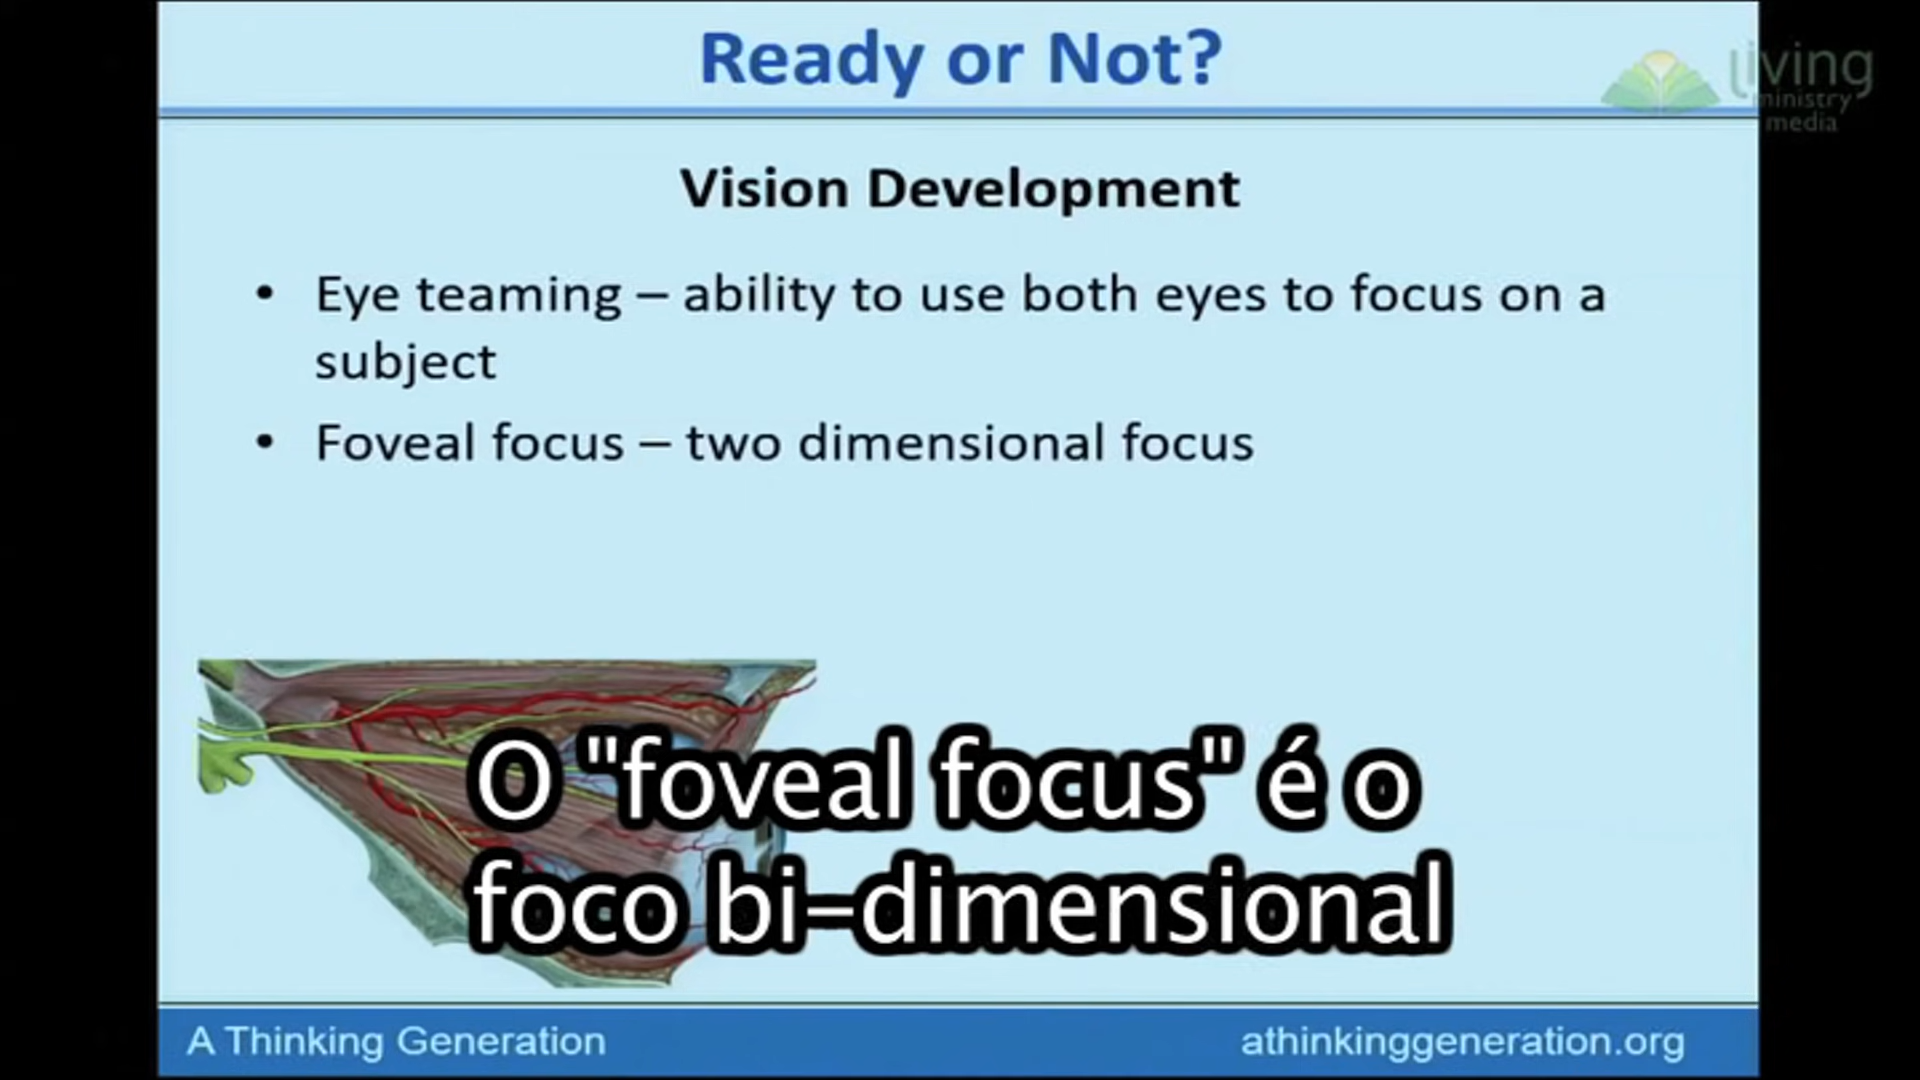 Ready or Not?
living
ministry
media
Vision Development
• Eye teaming – ability to use both eyes to focus on a
subject
• Foveal focus – two dimensional focus
O "foveal focus" é o
foco bi-dimensional
A Thinking Generation
athinkinggeneration.org